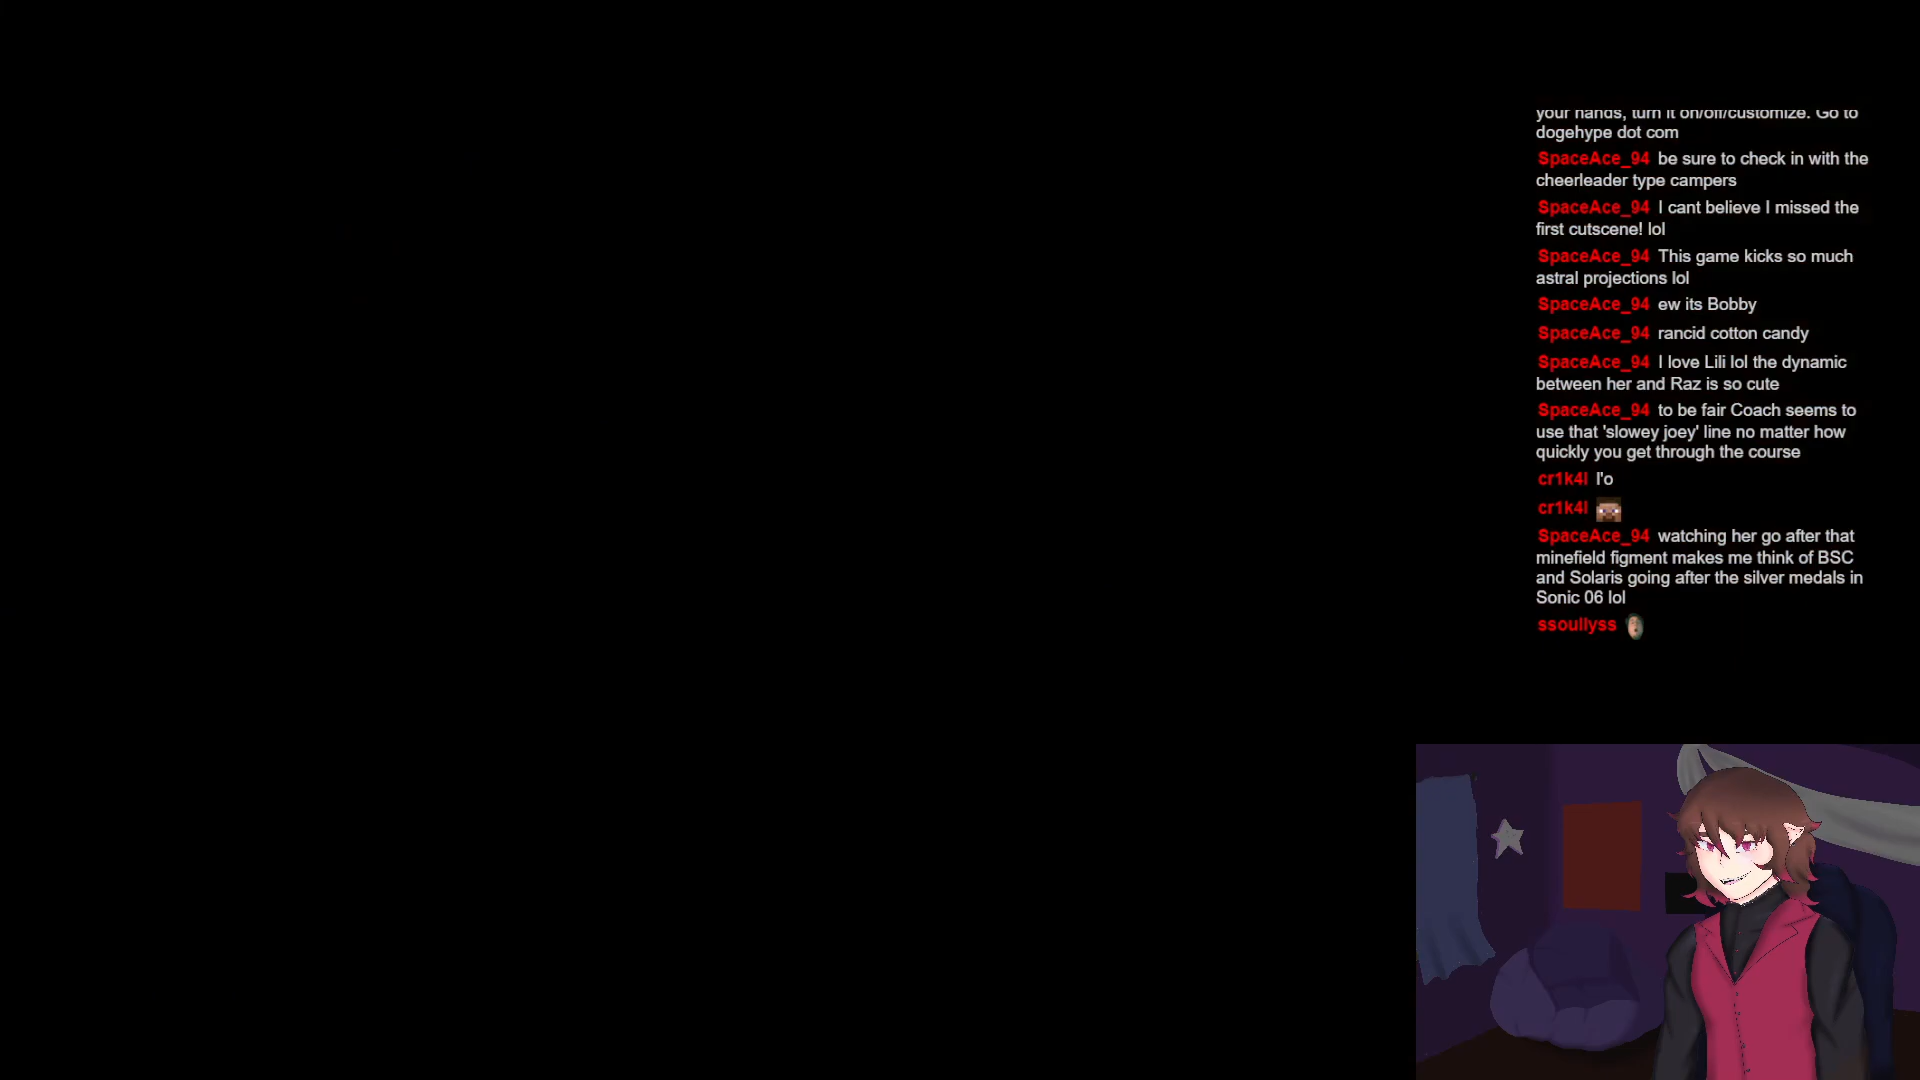 your hands, turn it on/off/customize. Go to
dogehype dot com
SpaceAce_94 be sure to check in with the
cheerleader type campers
SpaceAce_94 I cant believe I missed the
first cutscene! lol
SpaceAce_94 This game kicks so much
astral projections lol
SpaceAce_94 ew its Bobby
SpaceAce_94 rancid cotton candy
SpaceAce_94 I love Lili lol the dynamic
between her and Raz is so cute
SpaceAce_94 to be fair Coach seems to
use that 'slowey joey' line no matter how
quickly you get through the course
cr1k4l l'o
cr1k4l
SpaceAce_94 watching her go after that
minefield figment makes me think of BSC
and Solaris going after the silver medals in
Sonic 06 lol
ssoullyss